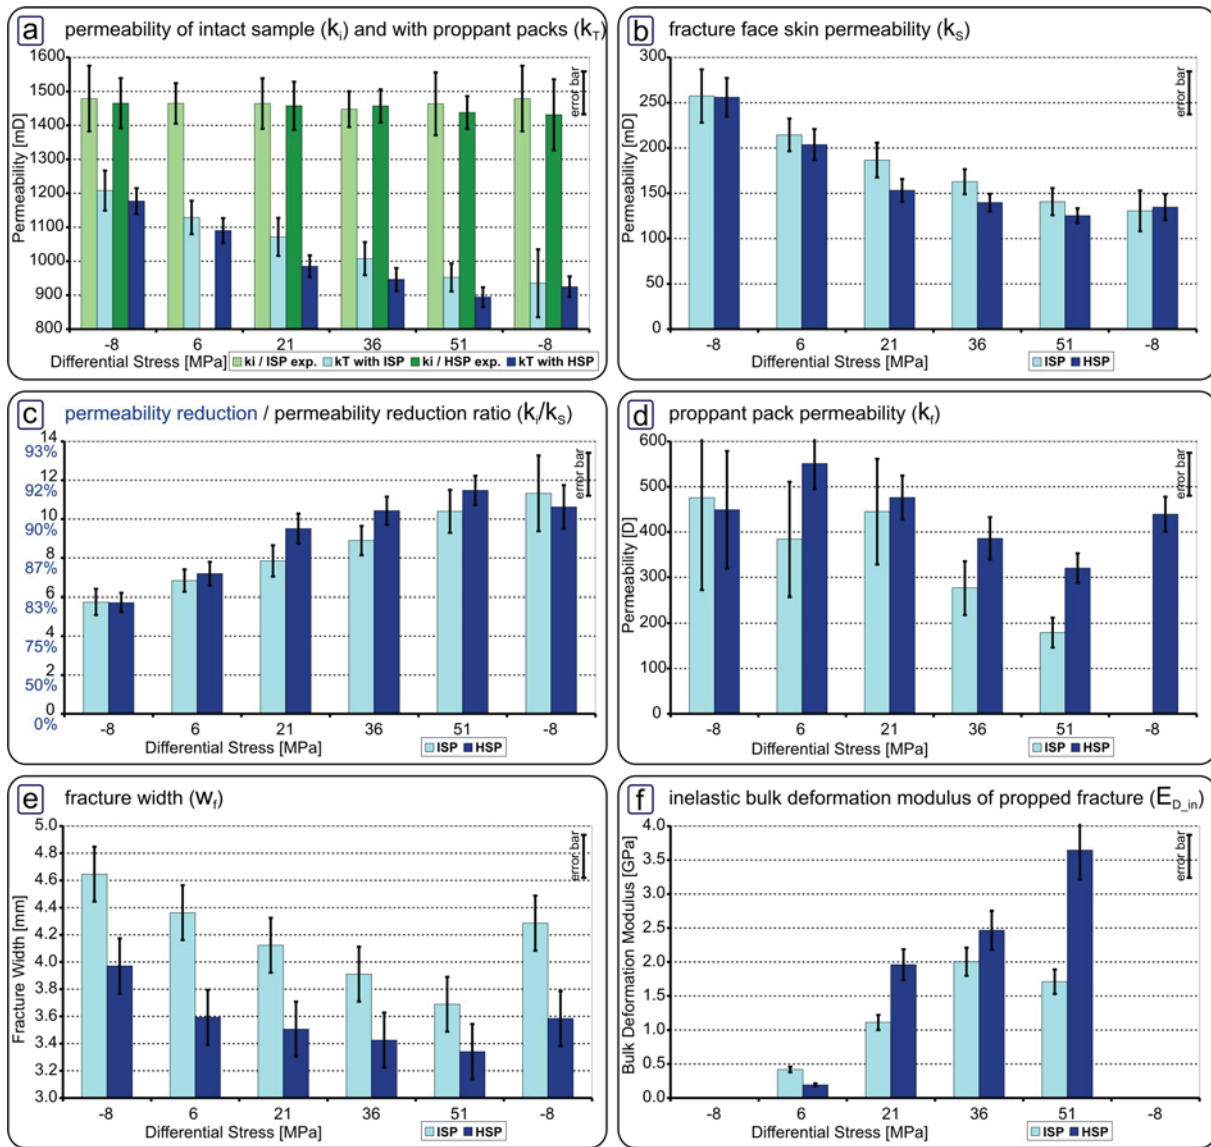 a permeability of intact sample (ki) and with proppant packs (kT)
1600
1500
1400
1300
1200
1100
1000
900
800
Permeability [mD]
error bar
-8 6 21 36 51 -8
Differential Stress [MPa]
ki / ISP exp. kT with ISP ki / HSP exp. kT with HSP
b fracture face skin permeability (kS)
300
250
200
150
100
50
0
Permeability [mD]
error bar
-8 6 21 36 51 -8
Differential Stress [MPa]
ISP HSP
c permeability reduction / permeability reduction ratio (ki/kS)
14
93%
12
92%
10
90%
8
87%
6
83%
4
75%
2
50%
0
0%
error bar
-8 6 21 36 51 -8
Differential Stress [MPa]
ISP HSP
d proppant pack permeability (kf)
600
500
400
300
200
100
0
Permeability [D]
error bar
-8 6 21 36 51 -8
Differential Stress [MPa]
ISP HSP
e fracture width (wf)
5.0
4.8
4.6
4.4
4.2
4.0
3.8
3.6
3.4
3.2
3.0
Fracture Width [mm]
error bar
-8 6 21 36 51 -8
Differential Stress [MPa]
ISP HSP
f inelastic bulk deformation modulus of propped fracture (ED_in)
4.0
3.5
3.0
2.5
2.0
1.5
1.0
0.5
0.0
Bulk Deformation Modulus [GPa]
error bar
-8 6 21 36 51 -8
Differential Stress [MPa]
ISP HSP